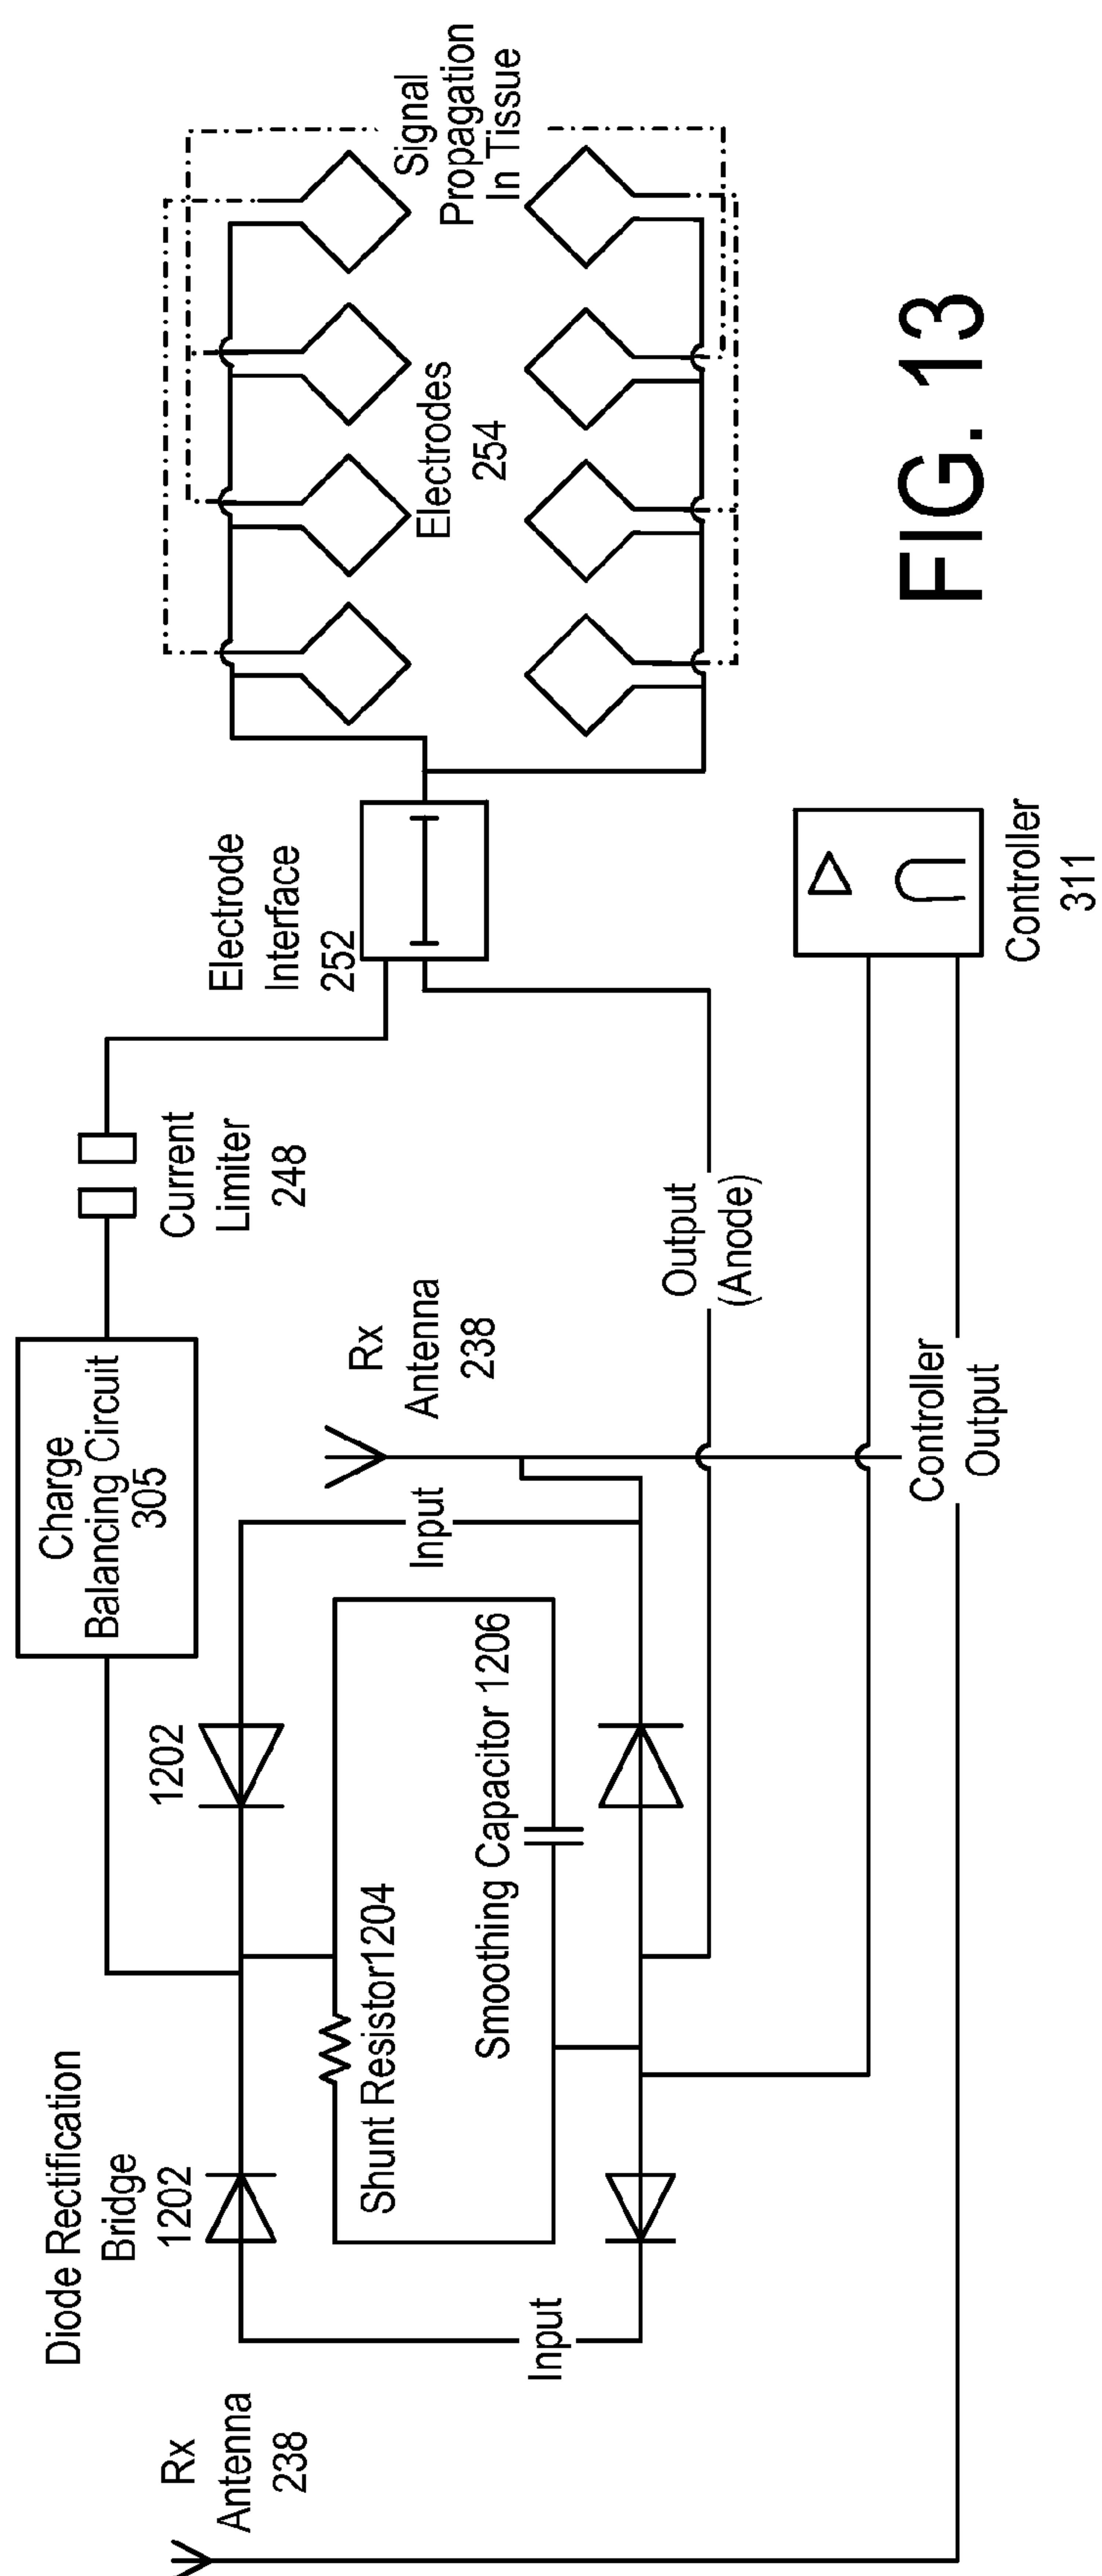 Rx
Antenna
238
Diode Rectification
Bridge
1202
1202
Input
Shunt Resistor1204
Smoothing Capacitor 1206
Input
Charge
Balancing Circuit
305
Rx
Antenna
238
Current
Limiter
248
Output
(Anode)
Controller
Output
Electrode
Interface
252
Controller
311
Electrodes
254
Signal
Propagation
In Tissue
FIG. 13